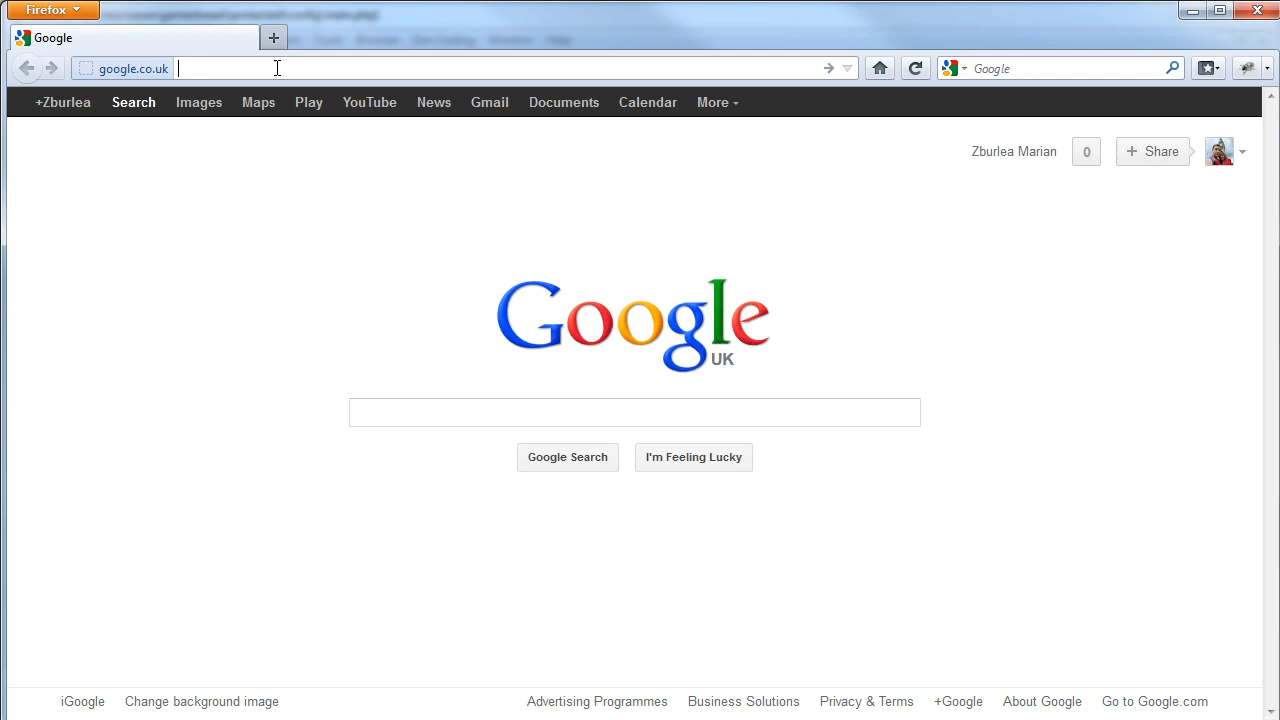 Firefox
Google
google.co.uk
Google
+Zburlea Search Images Maps Play YouTube News Gmail Documents Calendar More
Zburlea Marian 0 + Share
Google
UK
Google Search I'm Feeling Lucky
iGoogle Change background image Advertising Programmes Business Solutions Privacy & Terms +Google About Google Go to Google.com